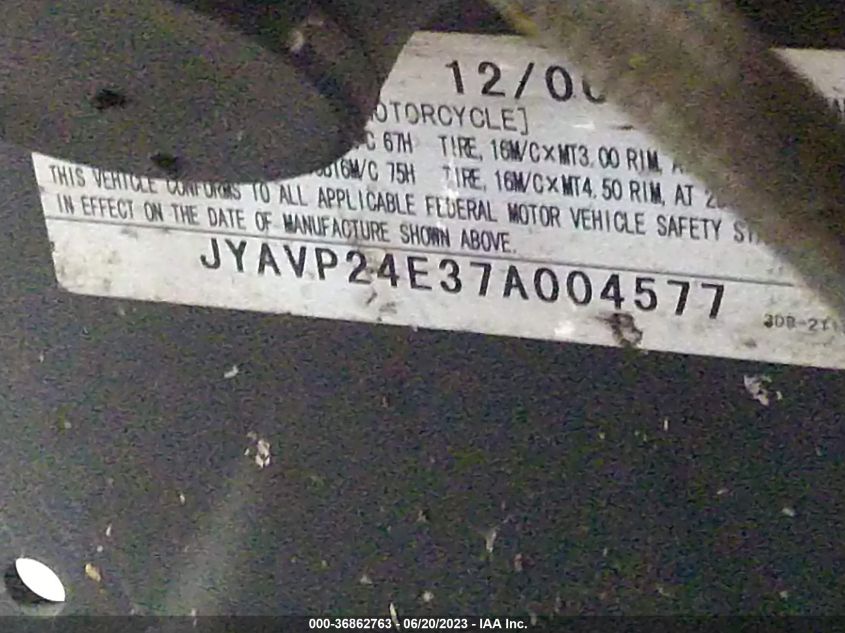 12/0
OTORCYCLE]
C 67H TIRE, 16M/C×MT3.00 RIM,
16M/C 75H TIRE, 16M/C×MT4.50 RIM, AT
THIS VEHICLE CONFORMS TO ALL APPLICABLE FEDERAL MOTOR VEHICLE SAFETY
IN EFFECT ON THE DATE OF MANUFACTURE SHOWN ABOVE.
JYAVP24E37A004577
000-36862763 - 06/20/2023 - IAA Inc.